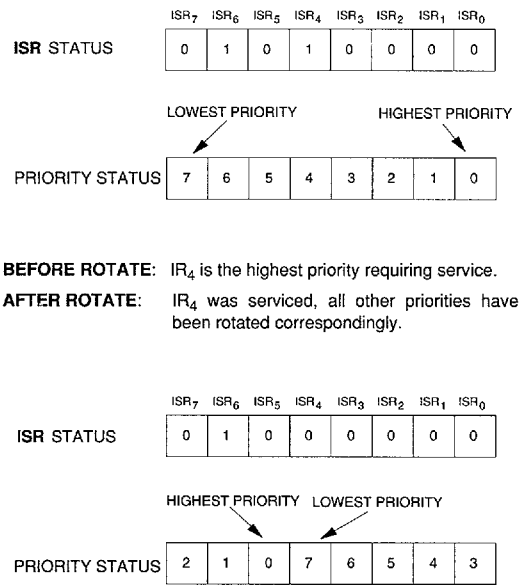 ISR7 ISR6 ISR5 ISR4 ISR3 ISR2 ISR1 ISR0
ISR STATUS 0 1 0 1 0 0 0 0
LOWEST PRIORITY HIGHEST PRIORITY
PRIORITY STATUS 7 6 5 4 3 2 1 0
BEFORE ROTATE: IR4 is the highest priority requiring service.
AFTER ROTATE: IR4 was serviced, all other priorities have
been rotated correspondingly.
ISR7 ISR6 ISR5 ISR4 ISR3 ISR2 ISR1 ISR0
ISR STATUS 0 1 0 0 0 0 0 0
HIGHEST PRIORITY LOWEST PRIORITY
PRIORITY STATUS 2 1 0 7 6 5 4 3